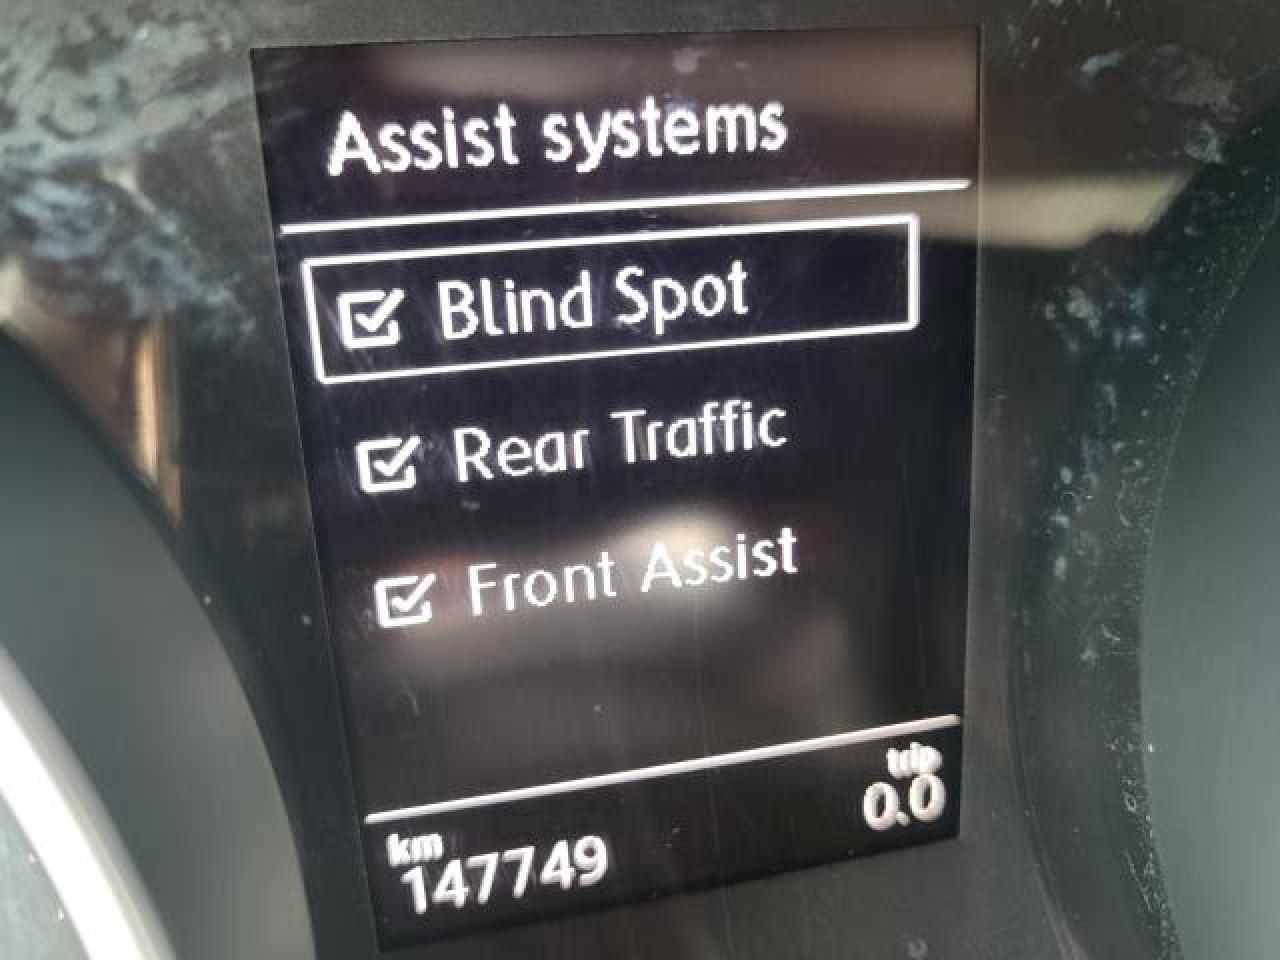 Assist systems
Blind Spot
Rear Traffic
Front Assist
trip
0.0
km
147749